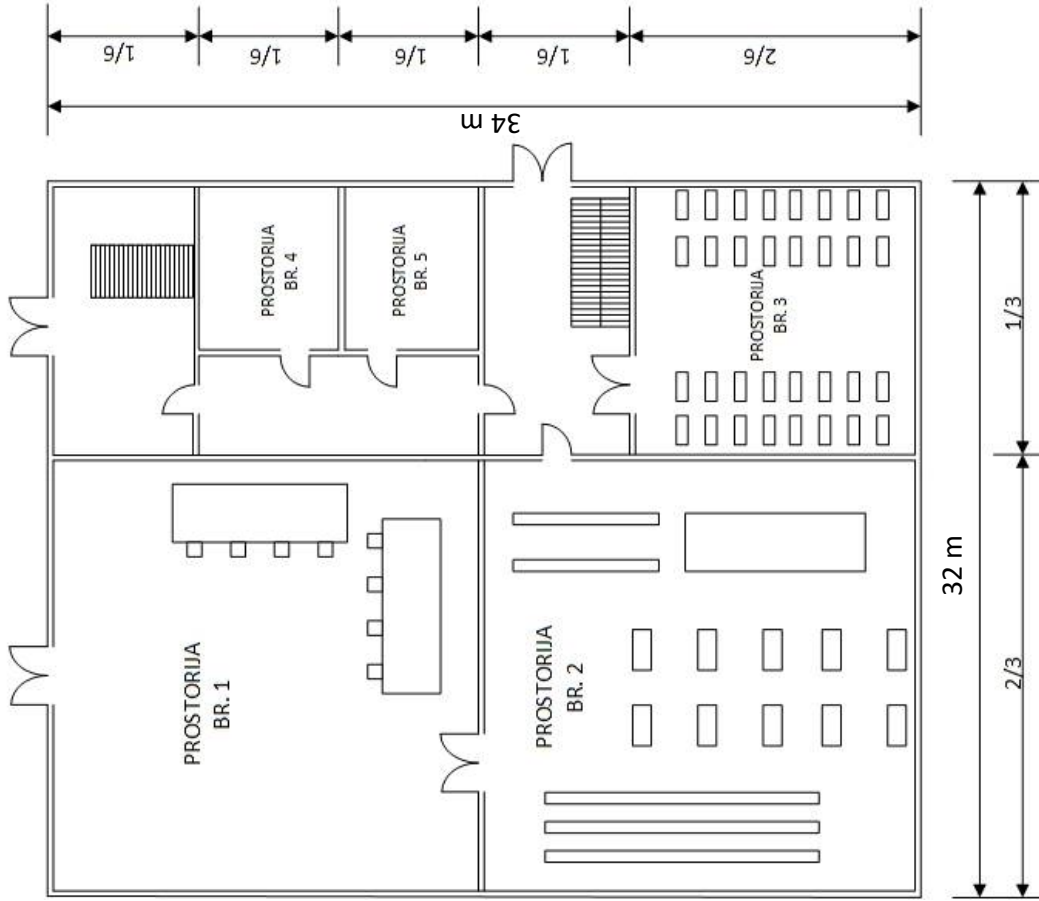 1/6
1/6
1/6
1/6
2/6
34 m
PROSTORIJA
BR. 4
PROSTORIJA
BR. 5
PROSTORIJA
BR. 3
PROSTORIJA
BR. 1
PROSTORIJA
BR. 2
1/3
2/3
32 m